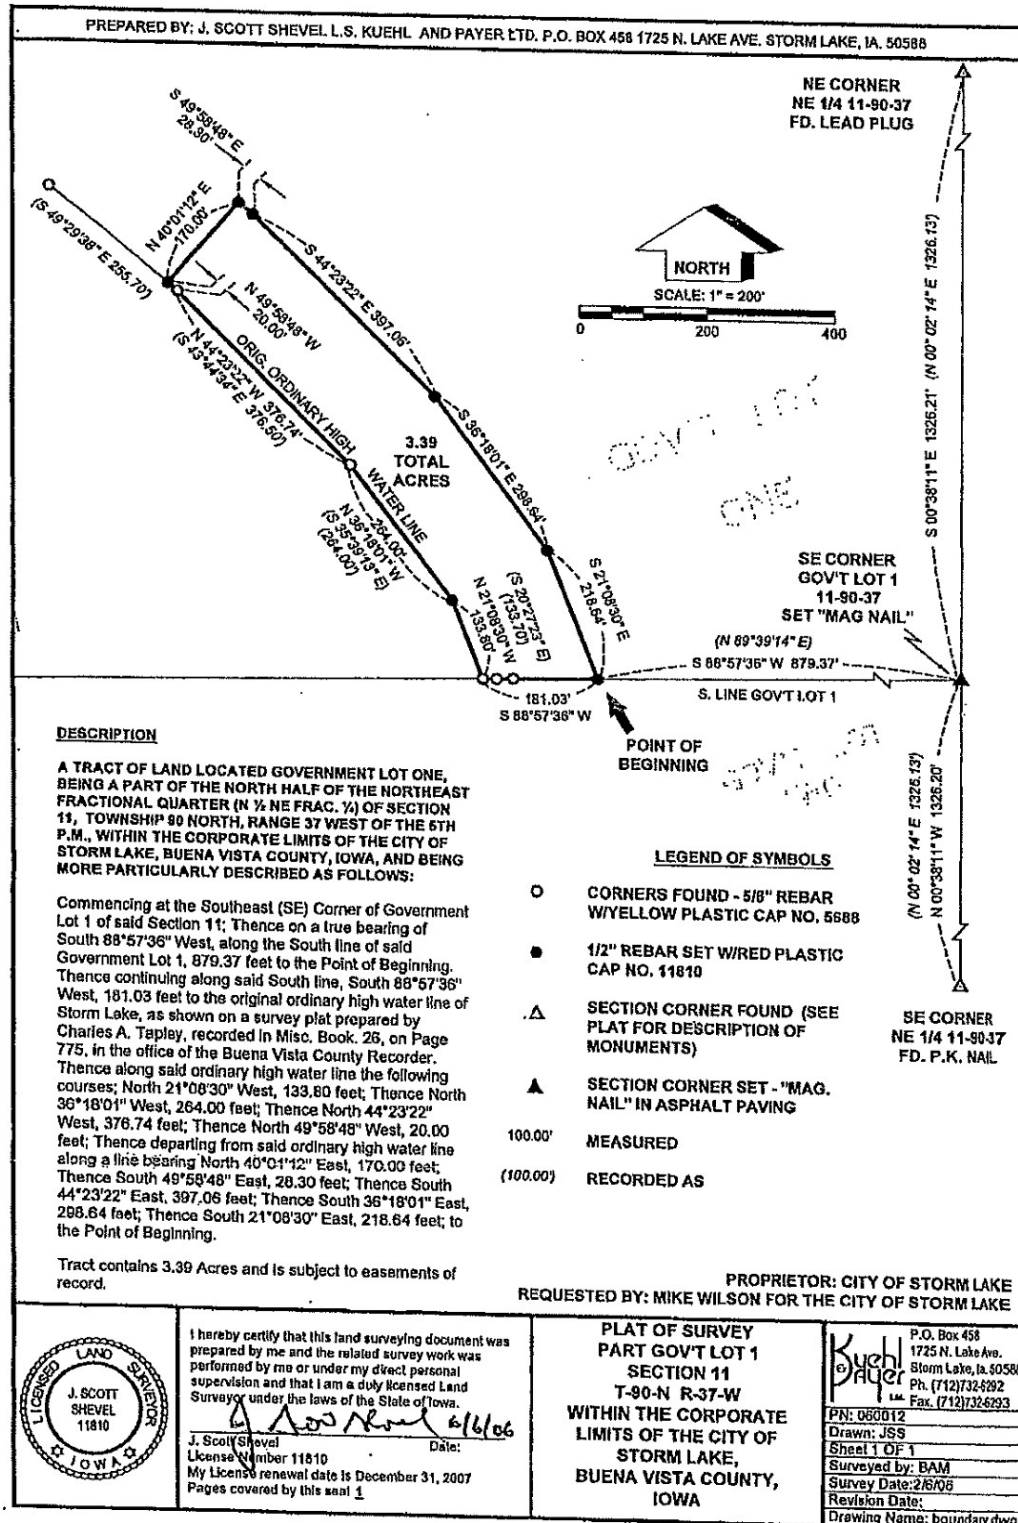 PREPARED BY: J. SCOTT SHEVEL L.S. KUEHL AND PAYER LTD. P.O. BOX 458 1725 N. LAKE AVE. STORM LAKE, IA. 50588
NE CORNER
NE 1/4 11-90-37
FD. LEAD PLUG
S 49°58'48" E
28.30'
N 40°01'12" E
170.00'
(S 49°29'38" E 255.70')
S 44°23'22" E 397.06'
N 49°58'48" W
20.00'
N 44°23'22" W 376.74'
(S 43°44'34" E 376.50')
ORIG. ORDINARY HIGH
WATER LINE
3.39
TOTAL
ACRES
NORTH
SCALE: 1" = 200'
0 200 400
GOV'T LOT
ONE
S 36°18'01" E 298.64'
264.00'
N 36°18'01" W
(S 35°39'13" E)
(264.00')
(S 20°27'23" E)
(133.70')
N 21°08'30" W
133.80'
S 21°08'30" E
218.64'
S 00°38'11" E 1326.21' (N 00° 02' 14" E 1326.13')
SE CORNER
GOV'T LOT 1
11-90-37
SET "MAG NAIL"
(N 89°39'14" E)
S 88°57'36" W 879.37'
S. LINE GOV'T LOT 1
181.03'
S 88°57'36" W
POINT OF
BEGINNING
(N 00° 02' 14" E 1326.13')
N 00°38'11" W 1326.20'
SE CORNER
NE 1/4 11-90-37
FD. P.K. NAIL
DESCRIPTION
A TRACT OF LAND LOCATED GOVERNMENT LOT ONE,
BEING A PART OF THE NORTH HALF OF THE NORTHEAST
FRACTIONAL QUARTER (N ½ NE FRAC. ¼) OF SECTION
11, TOWNSHIP 90 NORTH, RANGE 37 WEST OF THE 5TH
P.M., WITHIN THE CORPORATE LIMITS OF THE CITY OF
STORM LAKE, BUENA VISTA COUNTY, IOWA, AND BEING
MORE PARTICULARLY DESCRIBED AS FOLLOWS:
Commencing at the Southeast (SE) Corner of Government
Lot 1 of said Section 11; Thence on a true bearing of
South 88°57'36" West, along the South line of said
Government Lot 1, 879.37 feet to the Point of Beginning.
Thence continuing along said South line, South 88°57'36"
West, 181.03 feet to the original ordinary high water line of
Storm Lake, as shown on a survey plat prepared by
Charles A. Tapley, recorded in Misc. Book. 26, on Page
775, in the office of the Buena Vista County Recorder.
Thence along said ordinary high water line the following
courses; North 21°08'30" West, 133.80 feet; Thence North
36°18'01" West, 264.00 feet; Thence North 44°23'22"
West, 376.74 feet; Thence North 49°58'48" West, 20.00
feet; Thence departing from said ordinary high water line
along a line bearing North 40°01'12" East, 170.00 feet;
Thence South 49°58'48" East, 28.30 feet; Thence South
44°23'22" East, 397.06 feet; Thence South 36°18'01" East,
298.64 feet; Thence South 21°08'30" East, 218.64 feet; to
the Point of Beginning.
Tract contains 3.39 Acres and is subject to easements of
record.
LEGEND OF SYMBOLS
CORNERS FOUND - 5/8" REBAR
W/YELLOW PLASTIC CAP NO. 5688
1/2" REBAR SET W/RED PLASTIC
CAP NO. 11810
SECTION CORNER FOUND (SEE
PLAT FOR DESCRIPTION OF
MONUMENTS)
SECTION CORNER SET - "MAG.
NAIL" IN ASPHALT PAVING
100.00' MEASURED
(100.00') RECORDED AS
PROPRIETOR: CITY OF STORM LAKE
REQUESTED BY: MIKE WILSON FOR THE CITY OF STORM LAKE
LICENSED LAND SURVEYOR
J. SCOTT
SHEVEL
11810
IOWA
I hereby certify that this land surveying document was
prepared by me and the related survey work was
performed by me or under my direct personal
supervision and that I am a duly licensed Land
Surveyor under the laws of the State of Iowa.
J Scott Shevel 6/6/06
J. Scott Shevel Date:
License Number 11810
My License renewal date is December 31, 2007
Pages covered by this seal 1
PLAT OF SURVEY
PART GOV'T LOT 1
SECTION 11
T-90-N R-37-W
WITHIN THE CORPORATE
LIMITS OF THE CITY OF
STORM LAKE,
BUENA VISTA COUNTY,
IOWA
Kuehl & Payer Ltd.
P.O. Box 458
1725 N. Lake Ave.
Storm Lake, Ia. 50588
Ph. (712)732-6292
Fax. (712)732-6293
PN: 060012
Drawn: JSS
Sheet 1 OF 1
Surveyed by: BAM
Survey Date: 2/6/06
Revision Date:
Drawing Name: boundary.dwg